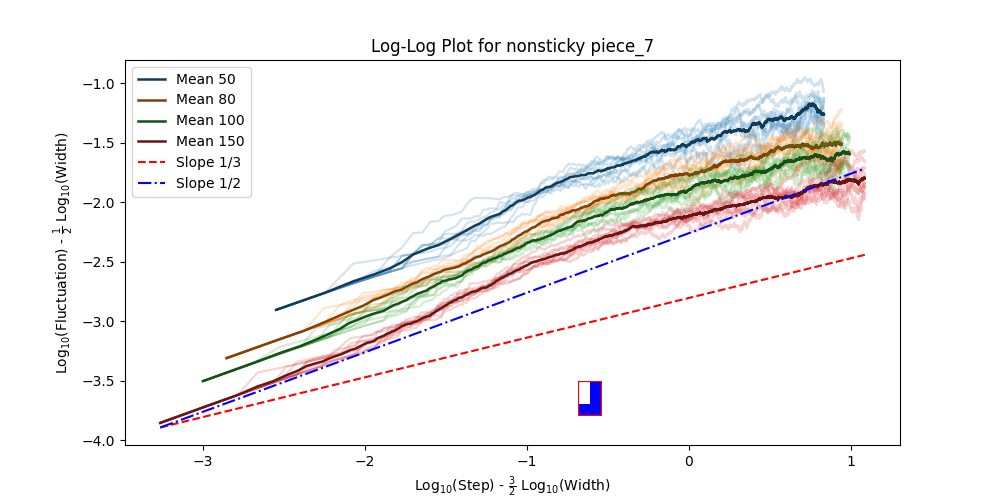 Log-Log Plot for nonsticky piece_7
Mean 50
Mean 80
Mean 100
Mean 150
Slope 1/3
Slope 1/2
−1.0
−1.5
−2.0
−2.5
−3.0
−3.5
−4.0
Log₁₀(Fluctuation) - ½ Log₁₀(Width)
−3 −2 −1 0 1
Log₁₀(Step) - 3/2 Log₁₀(Width)